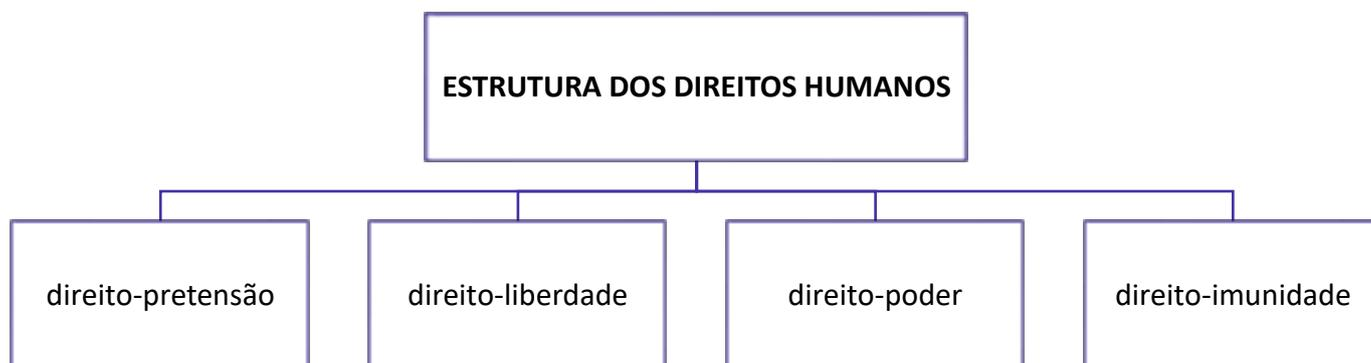 ESTRUTURA DOS DIREITOS HUMANOS
direito-pretensão
direito-liberdade
direito-poder
direito-imunidade